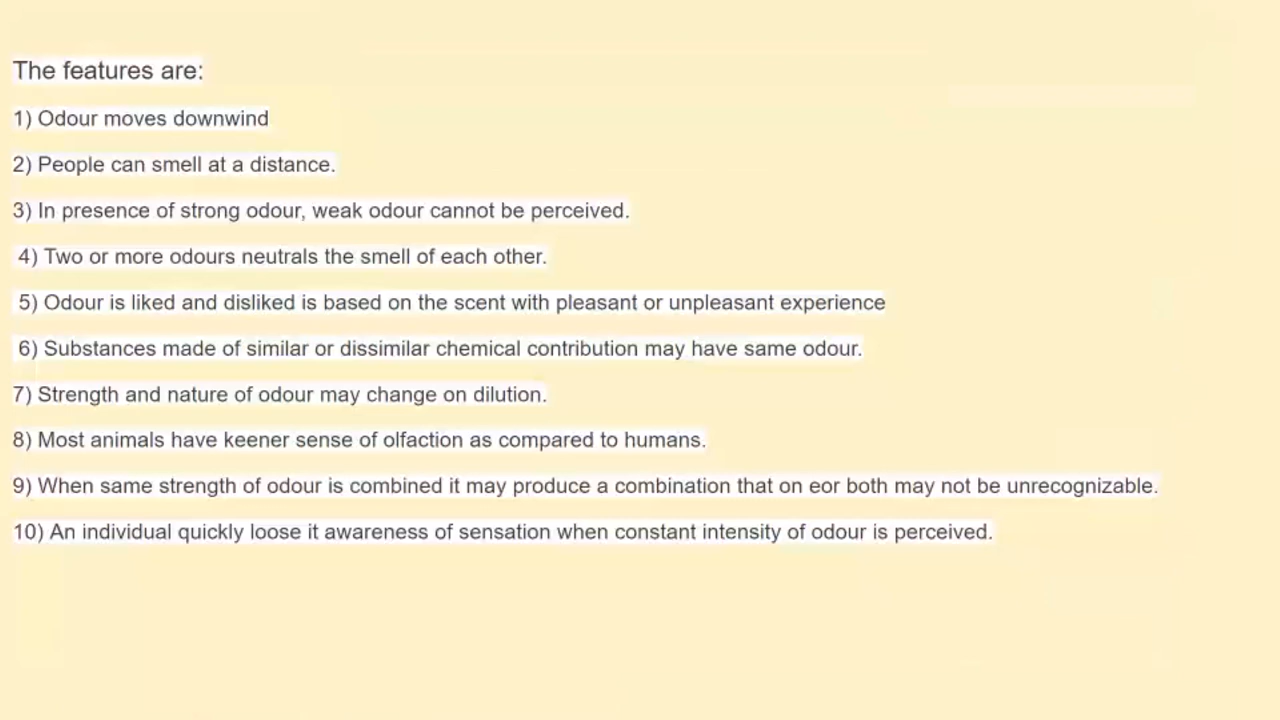 The features are:
1) Odour moves downwind
2) People can smell at a distance.
3) In presence of strong odour, weak odour cannot be perceived.
4) Two or more odours neutrals the smell of each other.
5) Odour is liked and disliked is based on the scent with pleasant or unpleasant experience
6) Substances made of similar or dissimilar chemical contribution may have same odour.
7) Strength and nature of odour may change on dilution.
8) Most animals have keener sense of olfaction as compared to humans.
9) When same strength of odour is combined it may produce a combination that on eor both may not be unrecognizable.
10) An individual quickly loose it awareness of sensation when constant intensity of odour is perceived.